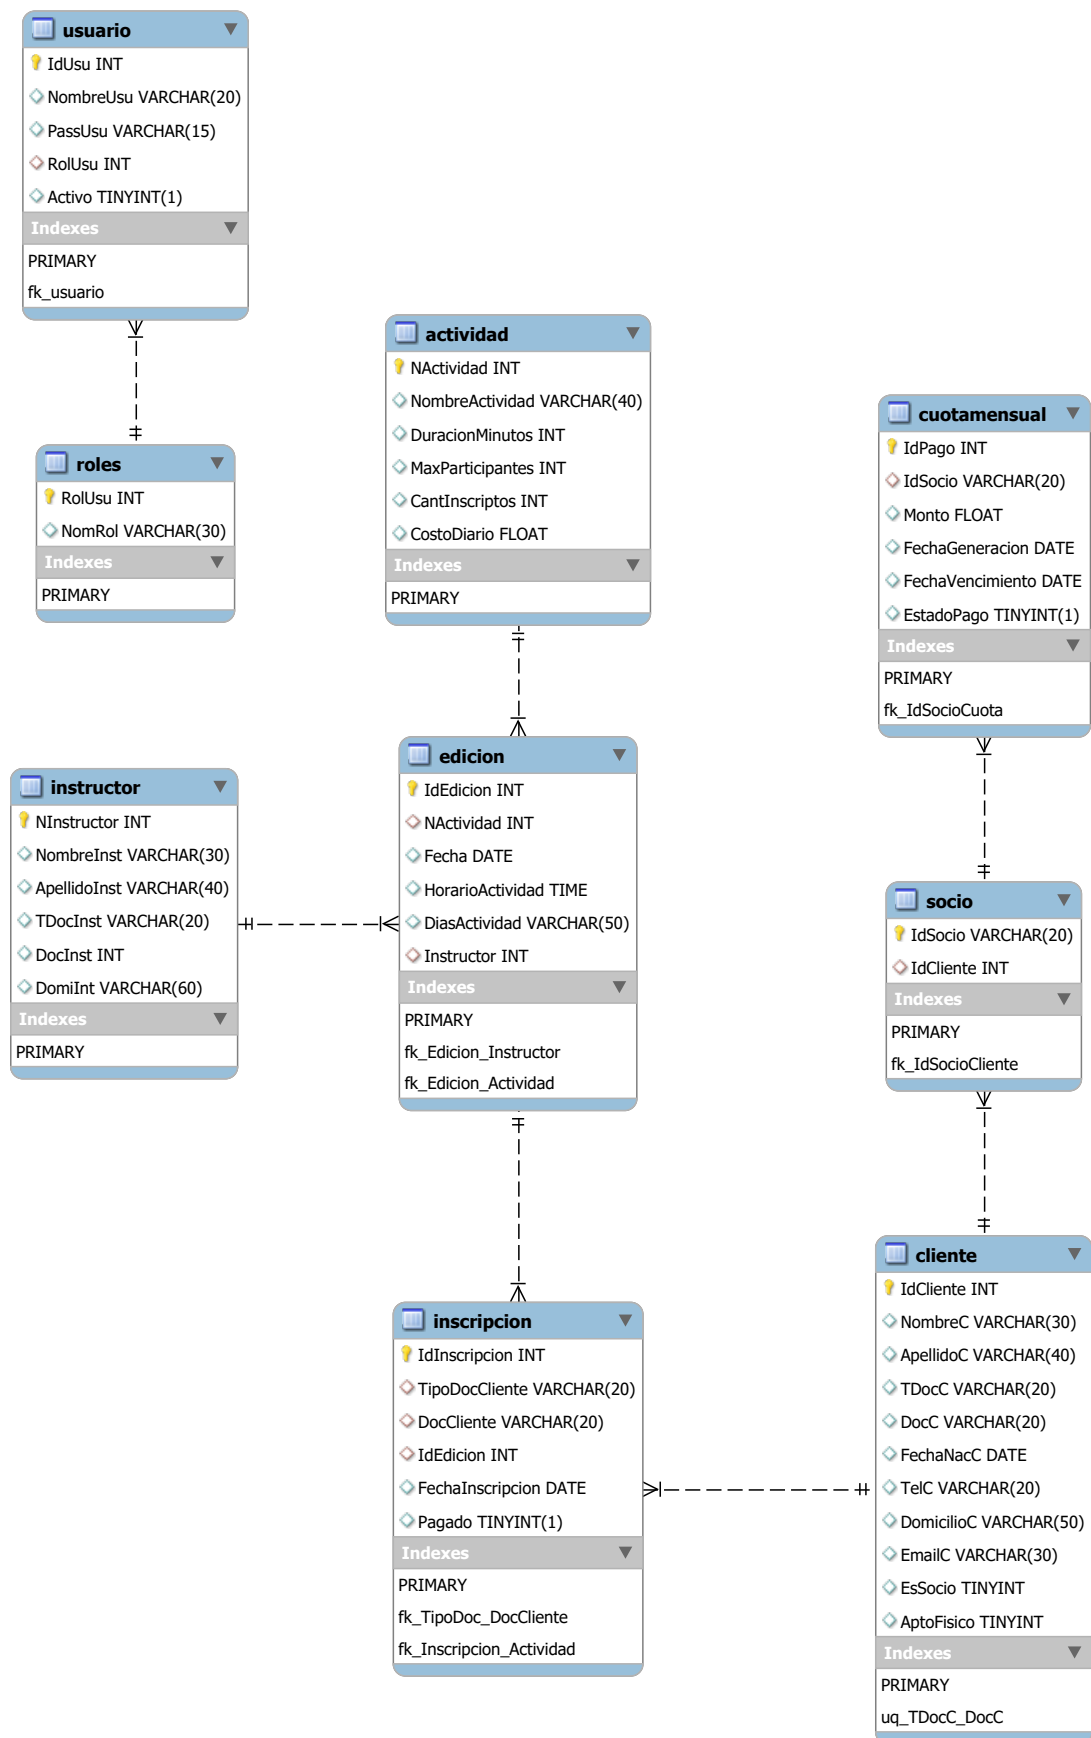 usuario
IdUsu INT
NombreUsu VARCHAR(20)
PassUsu VARCHAR(15)
RolUsu INT
Activo TINYINT(1)
Indexes
PRIMARY
fk_usuario
roles
RolUsu INT
NomRol VARCHAR(30)
Indexes
PRIMARY
actividad
NActividad INT
NombreActividad VARCHAR(40)
DuracionMinutos INT
MaxParticipantes INT
CantInscriptos INT
CostoDiario FLOAT
Indexes
PRIMARY
cuotamensual
IdPago INT
IdSocio VARCHAR(20)
Monto FLOAT
FechaGeneracion DATE
FechaVencimiento DATE
EstadoPago TINYINT(1)
Indexes
PRIMARY
fk_IdSocioCuota
instructor
NInstructor INT
NombreInst VARCHAR(30)
ApellidoInst VARCHAR(40)
TDocInst VARCHAR(20)
DocInst INT
DomiInt VARCHAR(60)
Indexes
PRIMARY
edicion
IdEdicion INT
NActividad INT
Fecha DATE
HorarioActividad TIME
DiasActividad VARCHAR(50)
Instructor INT
Indexes
PRIMARY
fk_Edicion_Instructor
fk_Edicion_Actividad
socio
IdSocio VARCHAR(20)
IdCliente INT
Indexes
PRIMARY
fk_IdSocioCliente
inscripcion
IdInscripcion INT
TipoDocCliente VARCHAR(20)
DocCliente VARCHAR(20)
IdEdicion INT
FechaInscripcion DATE
Pagado TINYINT(1)
Indexes
PRIMARY
fk_TipoDoc_DocCliente
fk_Inscripcion_Actividad
cliente
IdCliente INT
NombreC VARCHAR(30)
ApellidoC VARCHAR(40)
TDocC VARCHAR(20)
DocC VARCHAR(20)
FechaNacC DATE
TelC VARCHAR(20)
DomicilioC VARCHAR(50)
EmailC VARCHAR(30)
EsSocio TINYINT
AptoFisico TINYINT
Indexes
PRIMARY
uq_TDocC_DocC